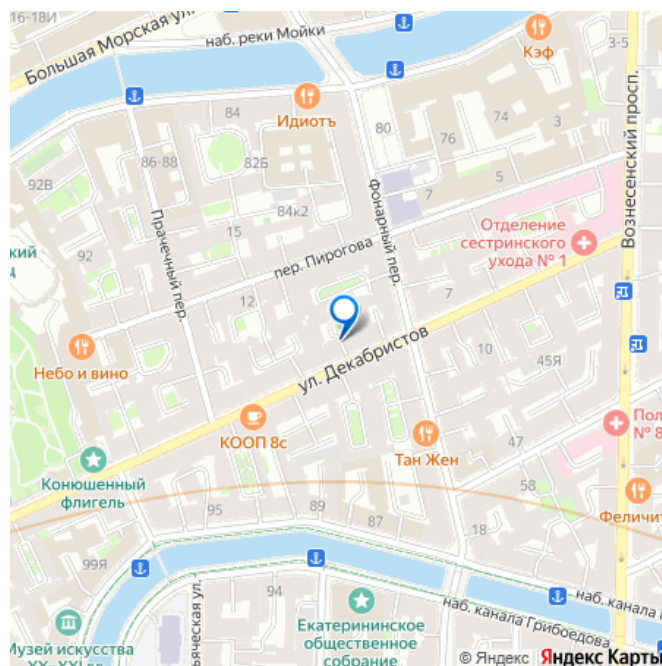 16-18И
Большая Морская ул.
наб. реки Мойки
Кэф
3-5
Вознесенский просп.
84
Идиотъ
80
76
74
3
86-88
82Б
92В
Прачечный пер.
84к2
Фонарный пер.
7
5
15
Отделение
сестринского
ухода № 1
92
пер. Пирогова
12
7
Небо и вино
ул. Декабристов
10
45Я
КООП 8с
Тан Жен
47
Пол
№ 8
Конюшенный
флигель
58
Феличит
95
89
87
18
99Я
94
наб. канала Грибоедова
наб. канала
Екатерининское
общественное
собрание
Музей искусства
XX–XXI вв.
© Яндекс Яндекс Карты